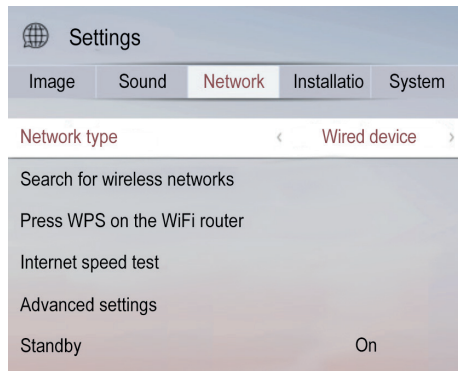 Settings
Image Sound Network Installatio System
Network type < Wired device >
Search for wireless networks
Press WPS on the WiFi router
Internet speed test
Advanced settings
Standby On